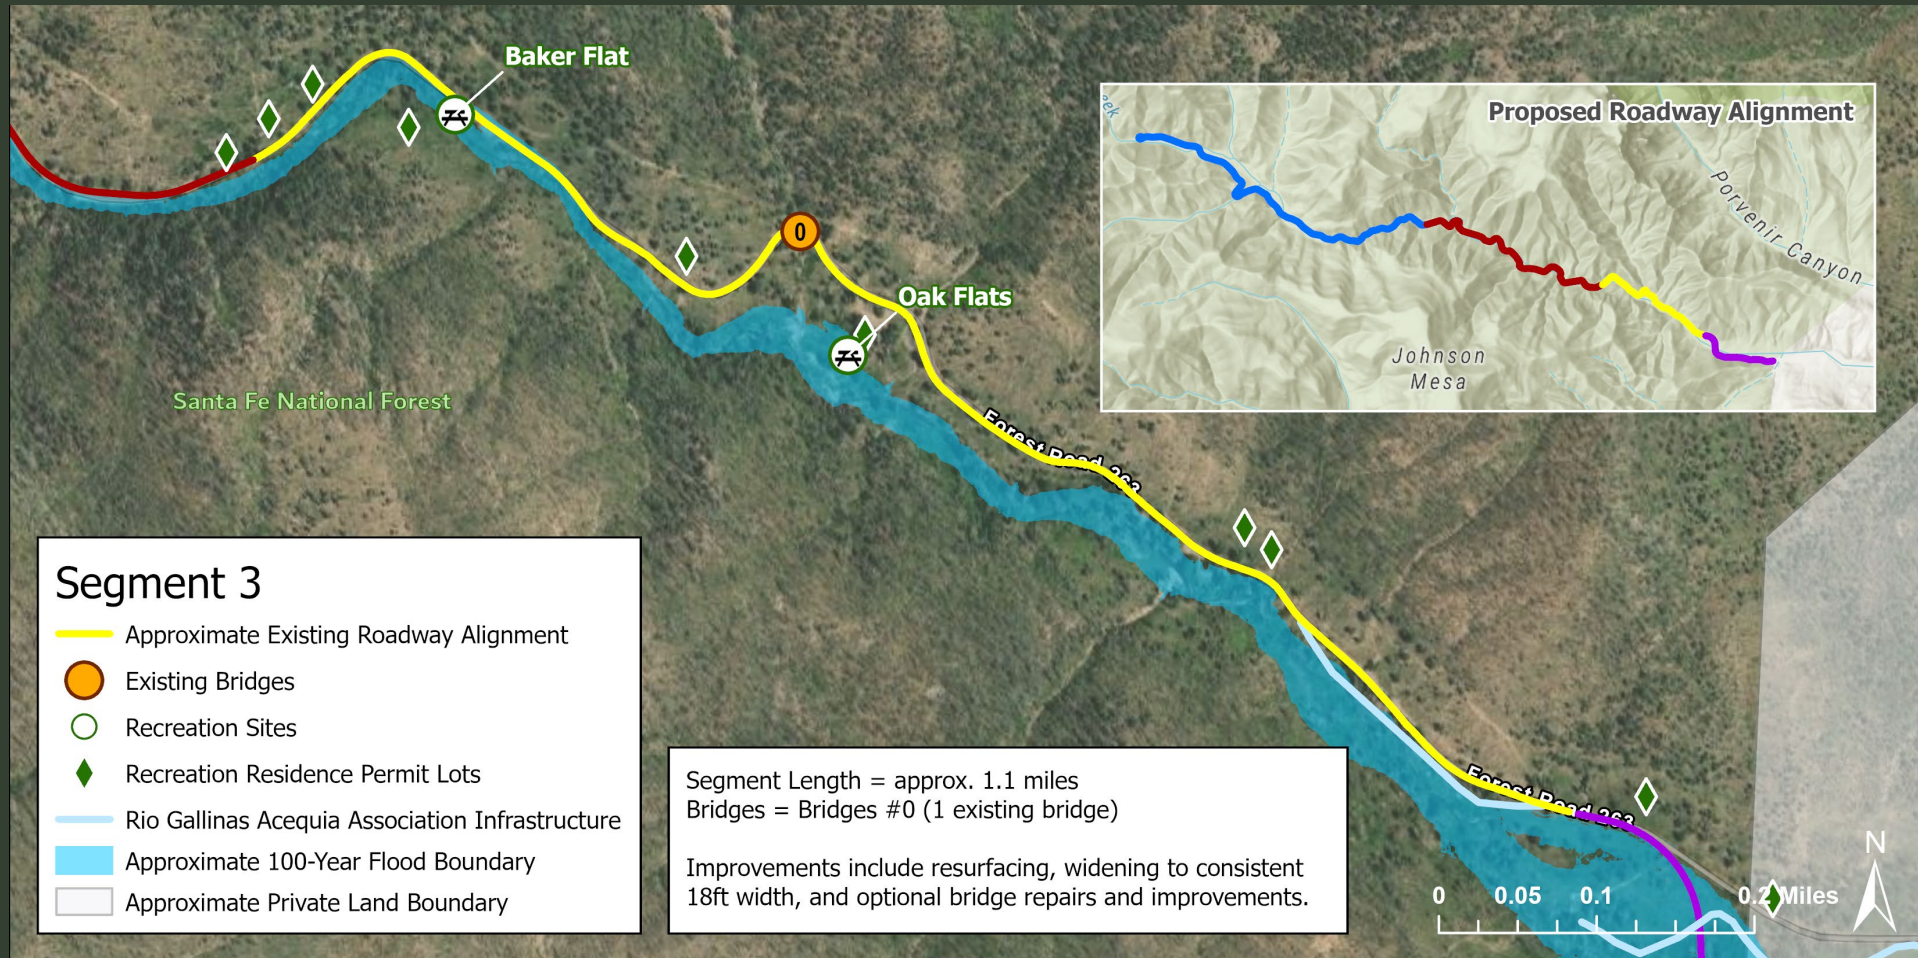 Baker Flat
Proposed Roadway Alignment
eek
Porvenir Canyon
Johnson
Mesa
0
Oak Flats
Forest Road 263
Santa Fe National Forest
Segment 3
Approximate Existing Roadway Alignment
Existing Bridges
Recreation Sites
Recreation Residence Permit Lots
Rio Gallinas Acequia Association Infrastructure
Approximate 100-Year Flood Boundary
Approximate Private Land Boundary
Segment Length = approx. 1.1 miles
Bridges = Bridges #0 (1 existing bridge)
Improvements include resurfacing, widening to consistent
18ft width, and optional bridge repairs and improvements.
Forest Road 263
N
0 0.05 0.1 0.2 Miles